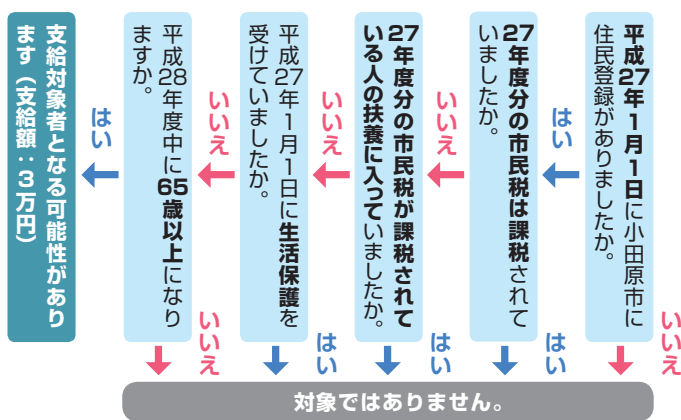 平成27年1月1日に小田原市に
住民登録がありましたか。
はい
いいえ
27年度分の市民税は課税されて
いましたか。
いいえ
はい
27年度分の市民税が課税されて
いる人の扶養に入っていましたか。
いいえ
はい
平成27年1月1日に生活保護を
受けていましたか。
いいえ
はい
平成28年度中に65歳以上になり
ますか。
はい
いいえ
支給対象者となる可能性があり
ます（支給額：3万円）
対象ではありません。